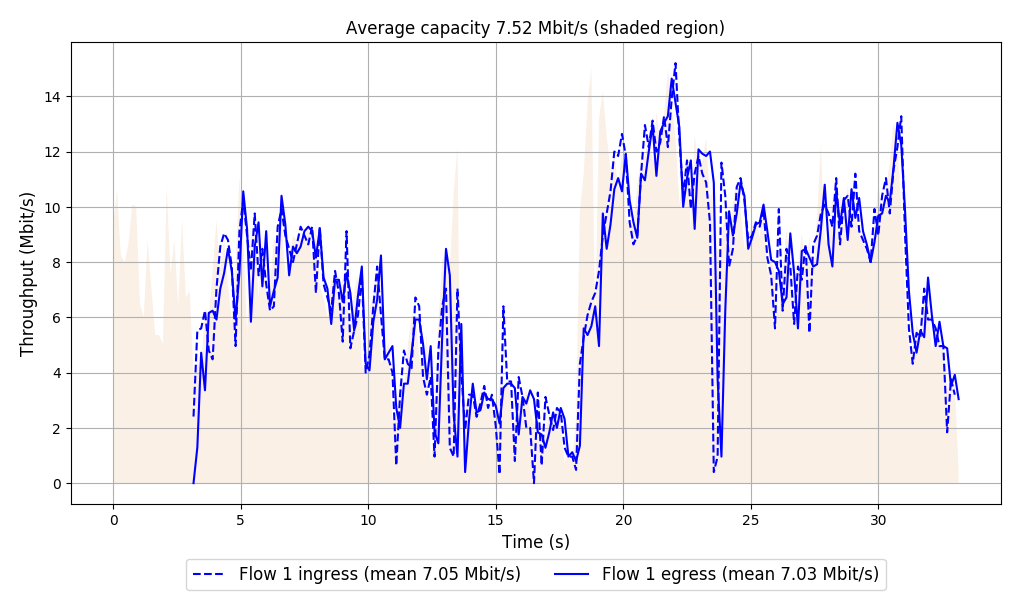 Average capacity 7.52 Mbit/s (shaded region)
Throughput (Mbit/s)
14
12
10
8
6
4
2
0
0 5 10 15 20 25 30
Time (s)
Flow 1 ingress (mean 7.05 Mbit/s) Flow 1 egress (mean 7.03 Mbit/s)